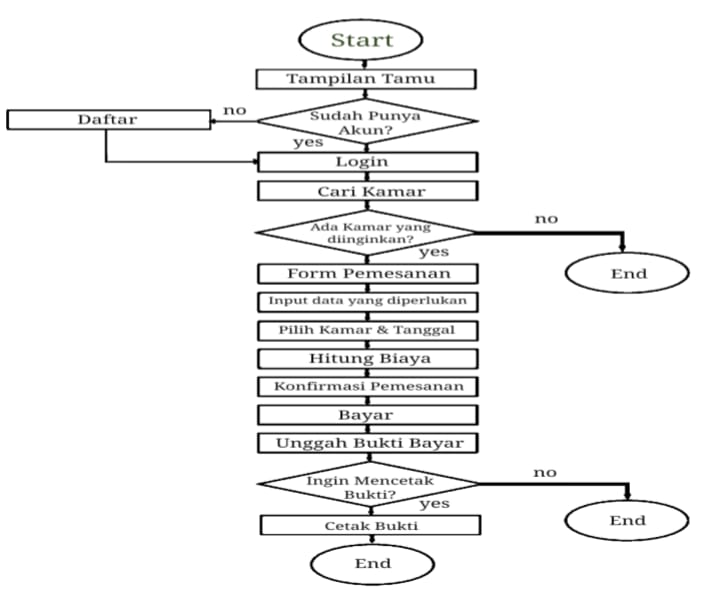 Start
Tampilan Tamu
Sudah Punya
Akun?
no
Daftar
yes
Login
Cari Kamar
Ada Kamar yang
diinginkan?
no
End
yes
Form Pemesanan
Input data yang diperlukan
Pilih Kamar & Tanggal
Hitung Biaya
Konfirmasi Pemesanan
Bayar
Unggah Bukti Bayar
Ingin Mencetak
Bukti?
no
End
yes
Cetak Bukti
End